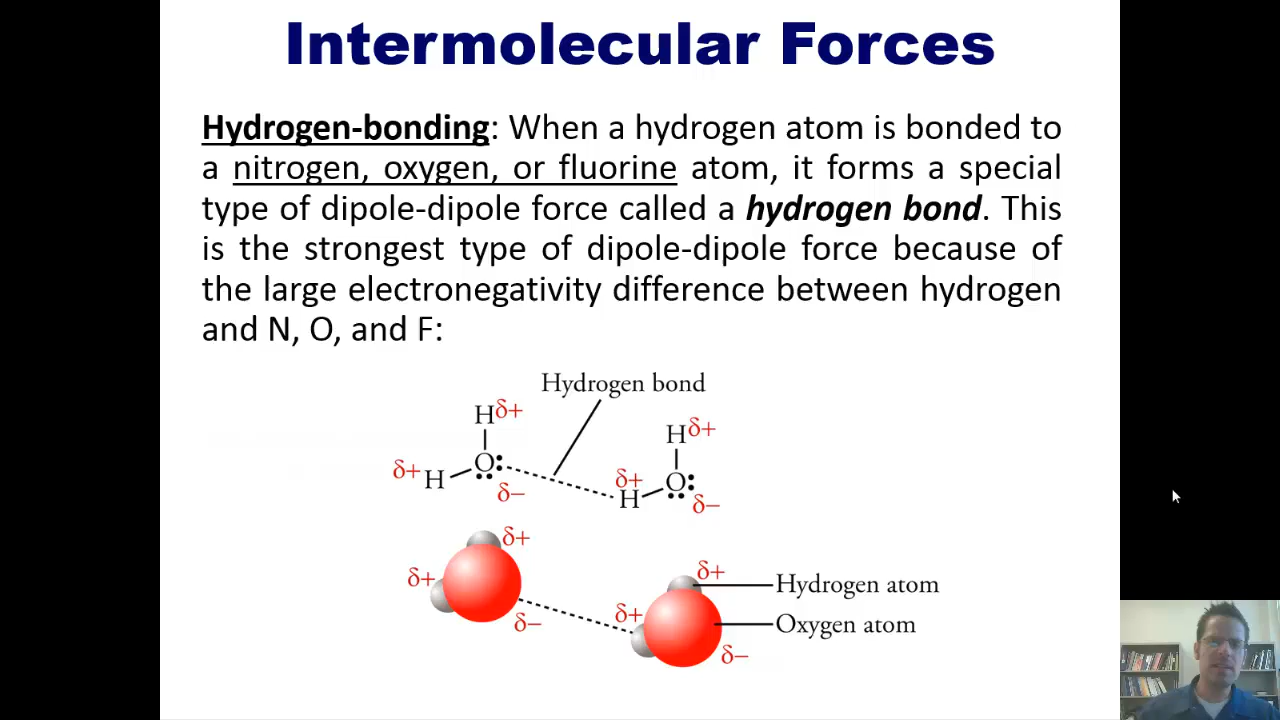 Intermolecular Forces
Hydrogen-bonding: When a hydrogen atom is bonded to
a nitrogen, oxygen, or fluorine atom, it forms a special
type of dipole-dipole force called a hydrogen bond. This
is the strongest type of dipole-dipole force because of
the large electronegativity difference between hydrogen
and N, O, and F:
Hydrogen bond
H δ+
H δ+
δ+ H O
δ+
H O
δ–
δ–
δ+
δ+
δ+ Hydrogen atom
δ–
δ+
Oxygen atom
δ–